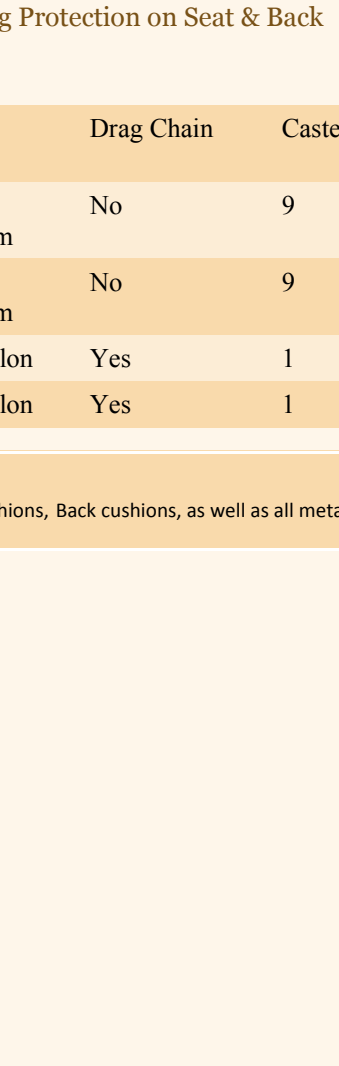 g Protection on Seat & Back
Drag Chain Caste
No 9
m
No 9
m
lon Yes 1
lon Yes 1
hions, Back cushions, as well as all meta